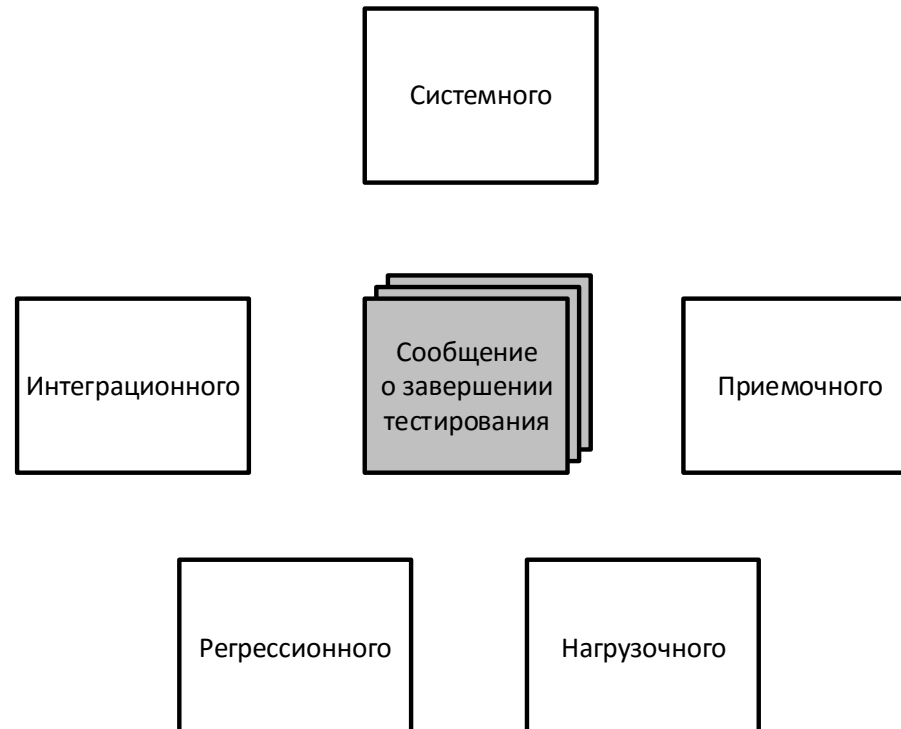 Системного
Интеграционного
Сообщение
о завершении
тестирования
Приемочного
Регрессионного
Нагрузочного